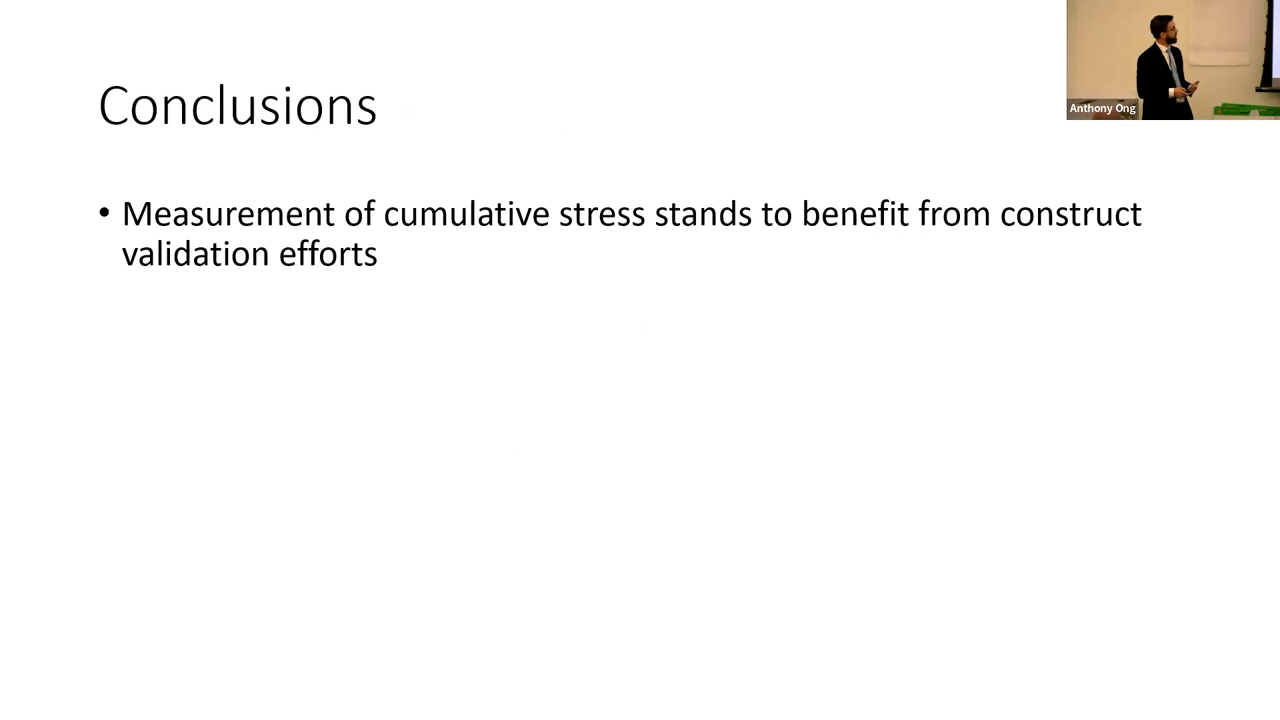 Conclusions
• Measurement of cumulative stress stands to benefit from construct
validation efforts
Anthony Ong